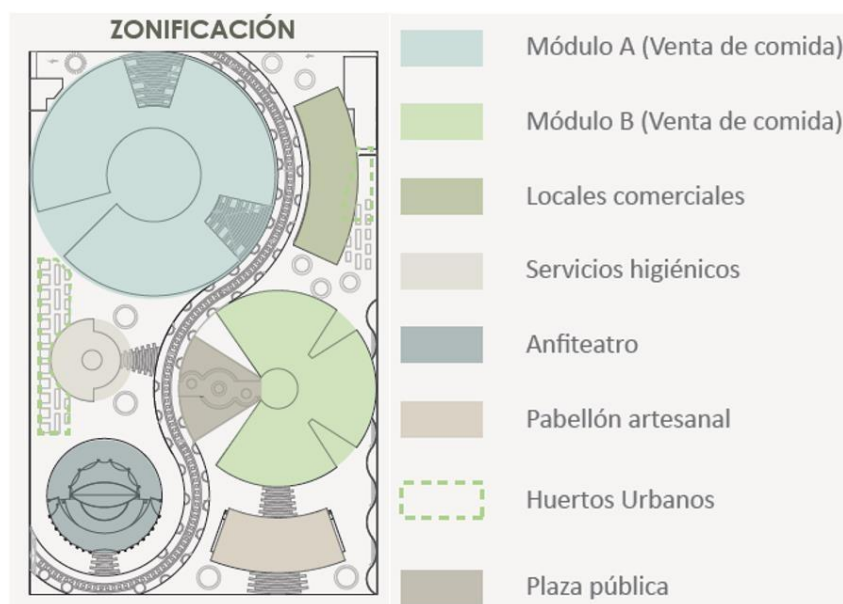 ZONIFICACIÓN
Módulo A (Venta de comida)
Módulo B (Venta de comida)
Locales comerciales
Servicios higiénicos
Anfiteatro
Pabellón artesanal
Huertos Urbanos
Plaza pública